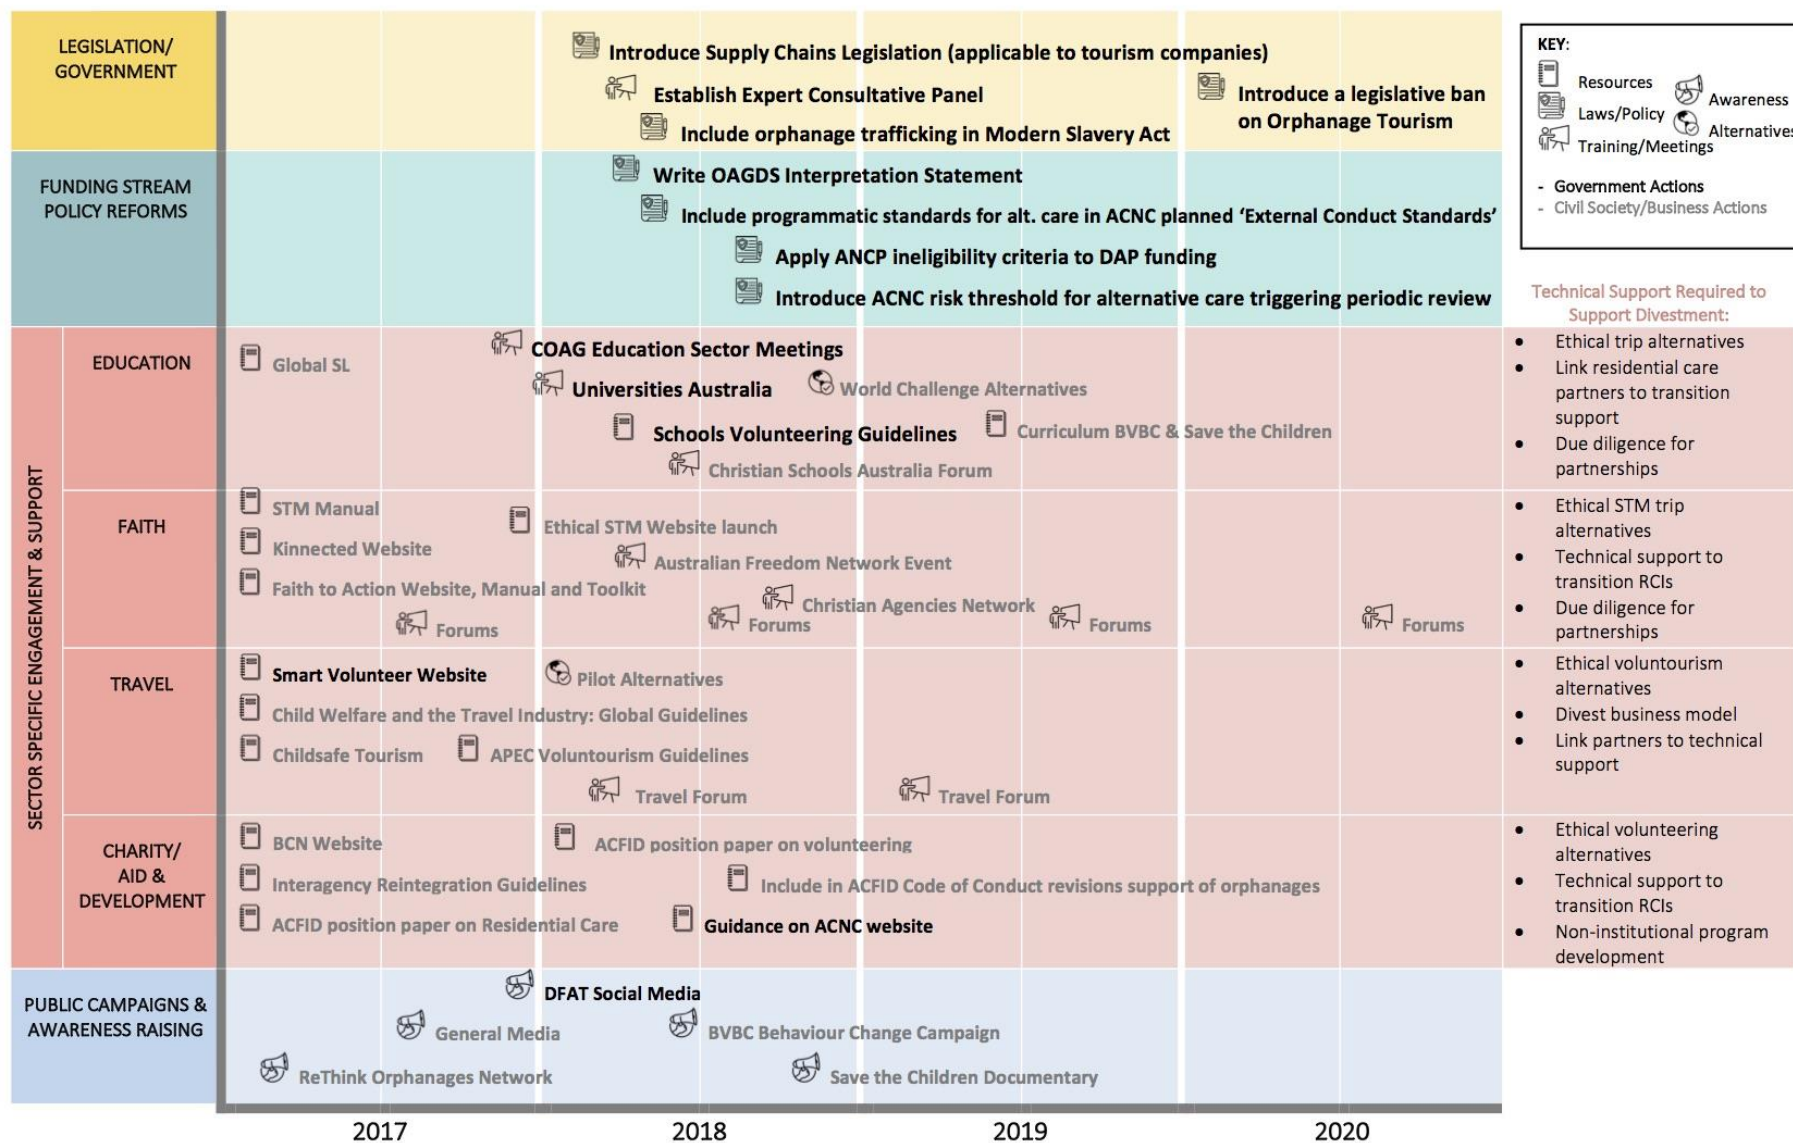 LEGISLATION/
GOVERNMENT
Introduce Supply Chains Legislation (applicable to tourism companies)
Establish Expert Consultative Panel
Include orphanage trafficking in Modern Slavery Act
Introduce a legislative ban
on Orphanage Tourism
KEY:
Resources
Awareness
Laws/Policy
Alternatives
Training/Meetings
- Government Actions
- Civil Society/Business Actions
FUNDING STREAM
POLICY REFORMS
Write OAGDS Interpretation Statement
Include programmatic standards for alt. care in ACNC planned ‘External Conduct Standards’
Apply ANCP ineligibility criteria to DAP funding
Introduce ACNC risk threshold for alternative care triggering periodic review
Technical Support Required to
Support Divestment:
SECTOR SPECIFIC ENGAGEMENT & SUPPORT
EDUCATION
Global SL
COAG Education Sector Meetings
Universities Australia
World Challenge Alternatives
Schools Volunteering Guidelines
Curriculum BVBC & Save the Children
Christian Schools Australia Forum
• Ethical trip alternatives
• Link residential care
partners to transition
support
• Due diligence for
partnerships
FAITH
STM Manual
Ethical STM Website launch
Kinnected Website
Australian Freedom Network Event
Faith to Action Website, Manual and Toolkit
Christian Agencies Network
Forums
Forums
Forums
Forums
• Ethical STM trip
alternatives
• Technical support to
transition RCIs
• Due diligence for
partnerships
TRAVEL
Smart Volunteer Website
Pilot Alternatives
Child Welfare and the Travel Industry: Global Guidelines
Childsafe Tourism
APEC Voluntourism Guidelines
Travel Forum
Travel Forum
• Ethical voluntourism
alternatives
• Divest business model
• Link partners to technical
support
CHARITY/
AID &
DEVELOPMENT
BCN Website
ACFID position paper on volunteering
Interagency Reintegration Guidelines
Include in ACFID Code of Conduct revisions support of orphanages
ACFID position paper on Residential Care
Guidance on ACNC website
• Ethical volunteering
alternatives
• Technical support to
transition RCIs
• Non-institutional program
development
PUBLIC CAMPAIGNS &
AWARENESS RAISING
DFAT Social Media
General Media
BVBC Behaviour Change Campaign
ReThink Orphanages Network
Save the Children Documentary
2017
2018
2019
2020